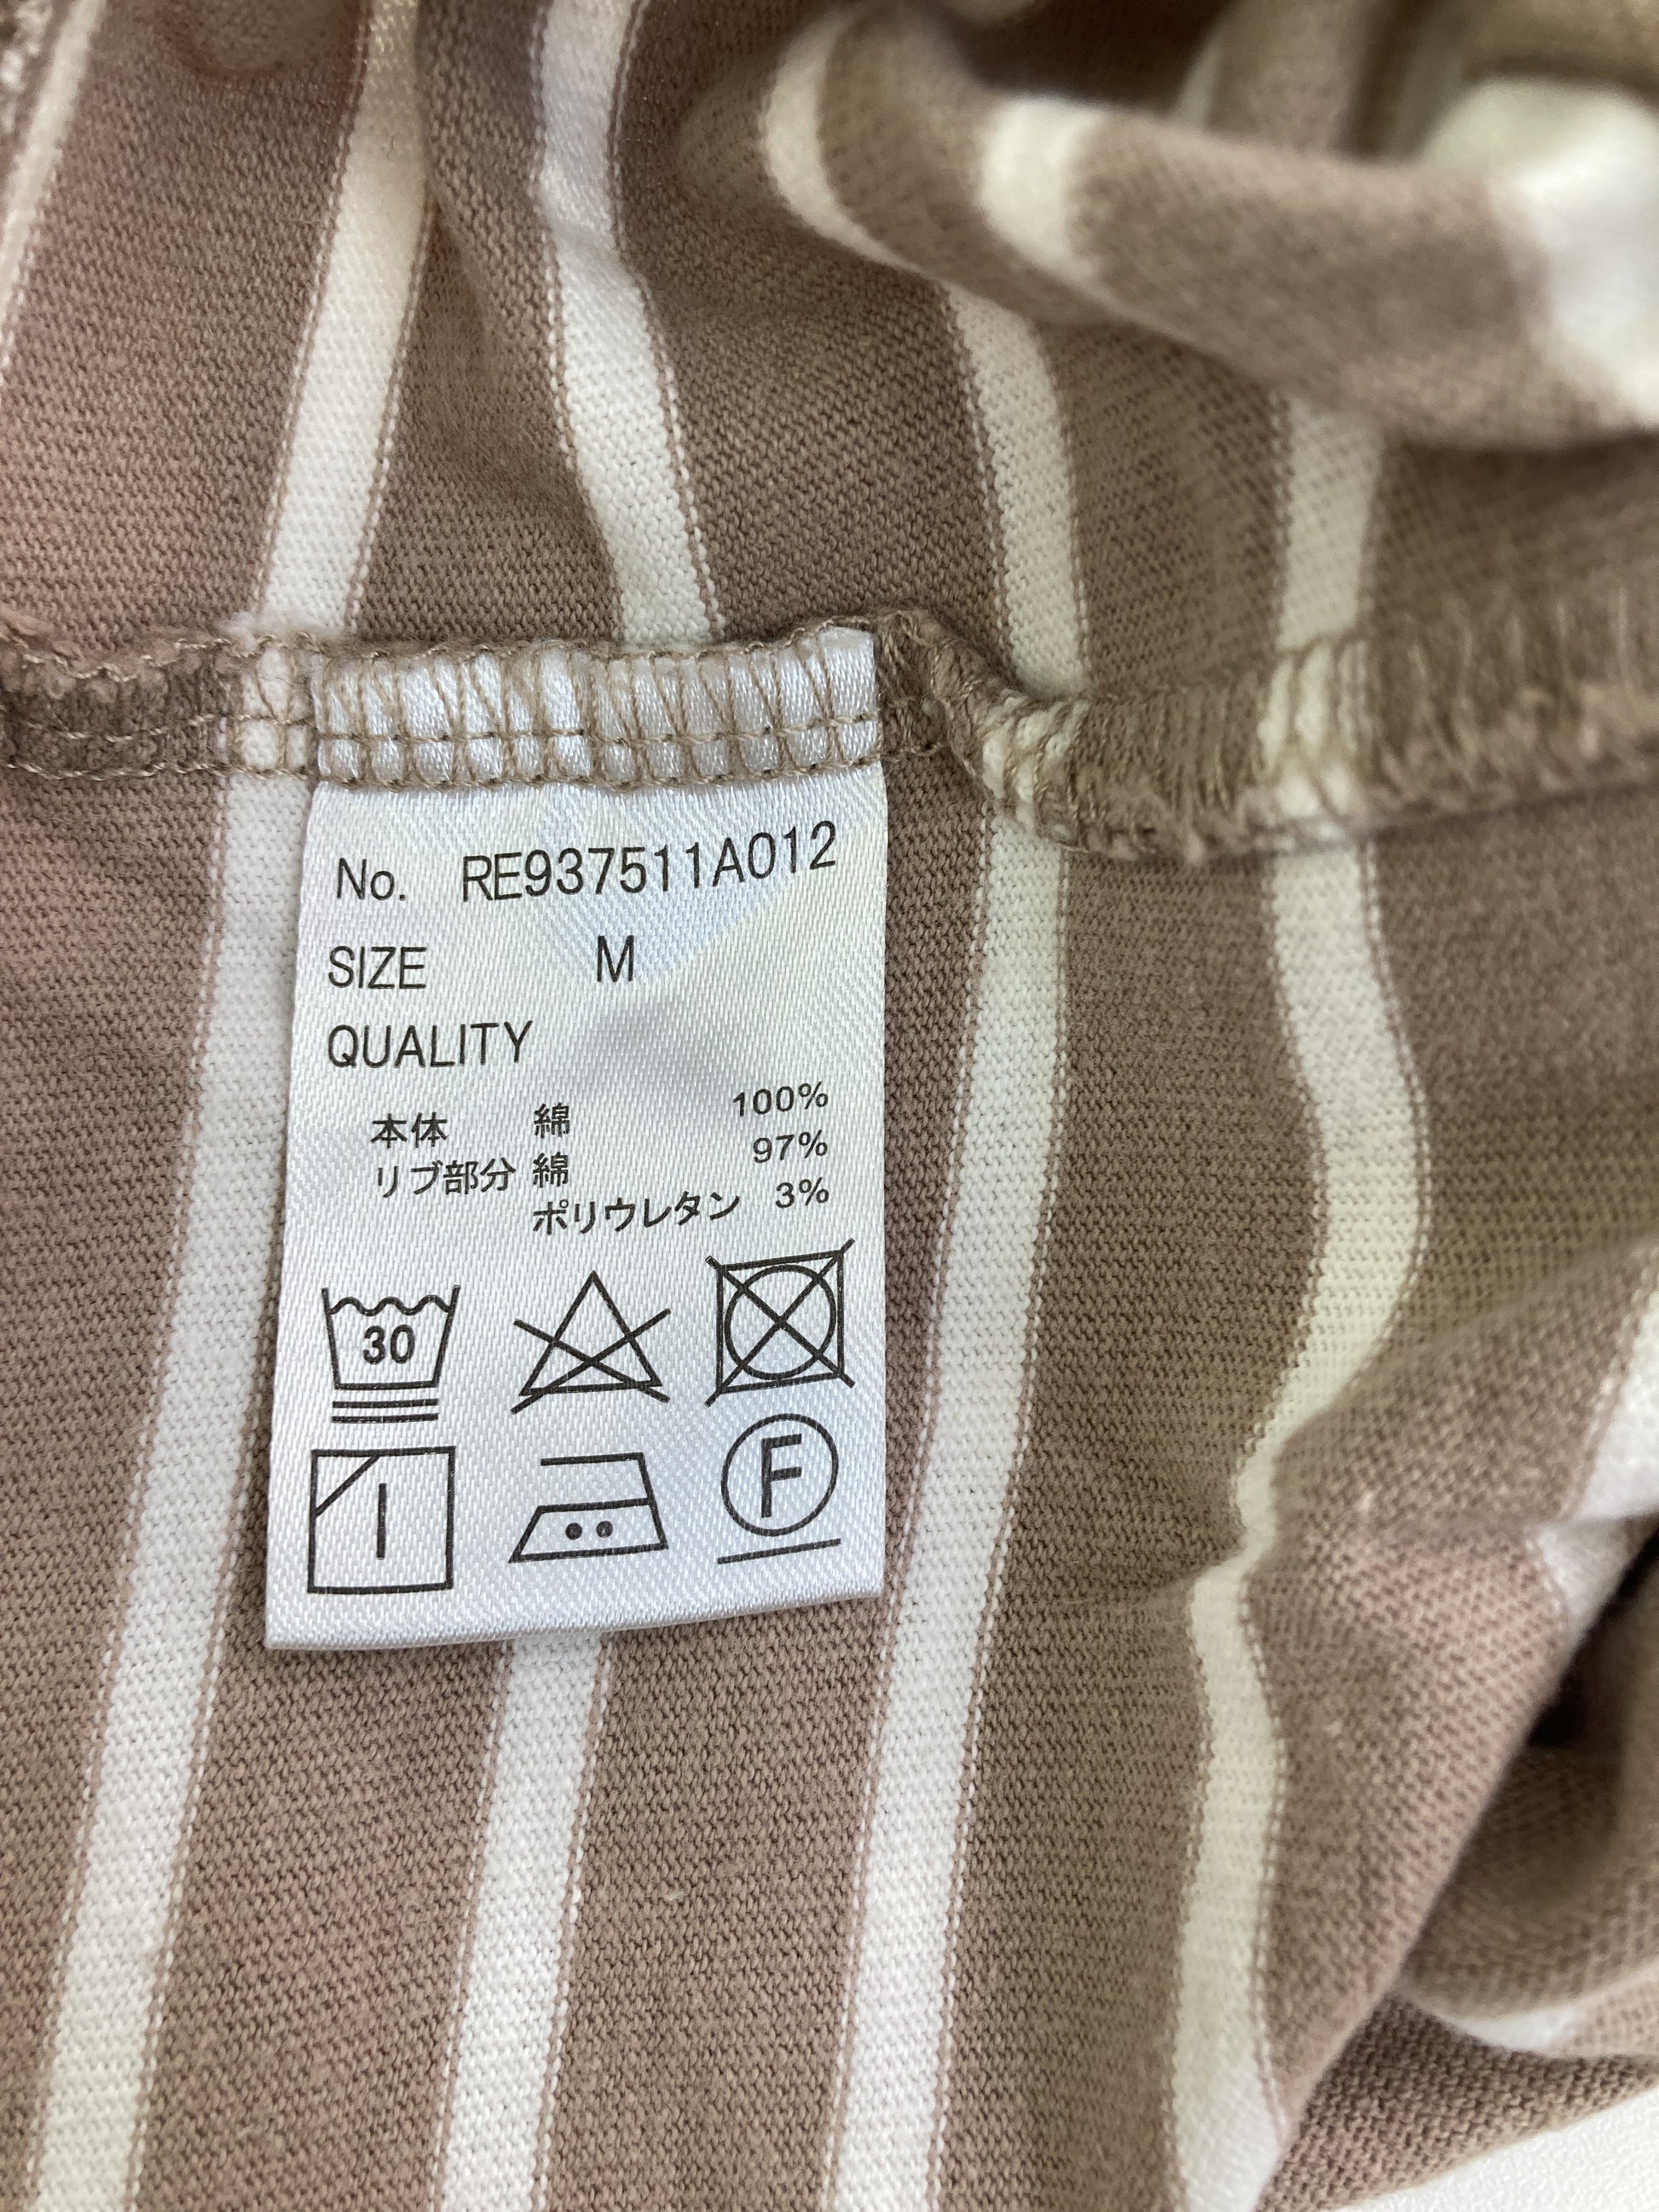 No. RE937511A012
SIZE M
QUALITY
本体 綿 100%
リブ部分 綿 97%
ポリウレタン 3%
30
F